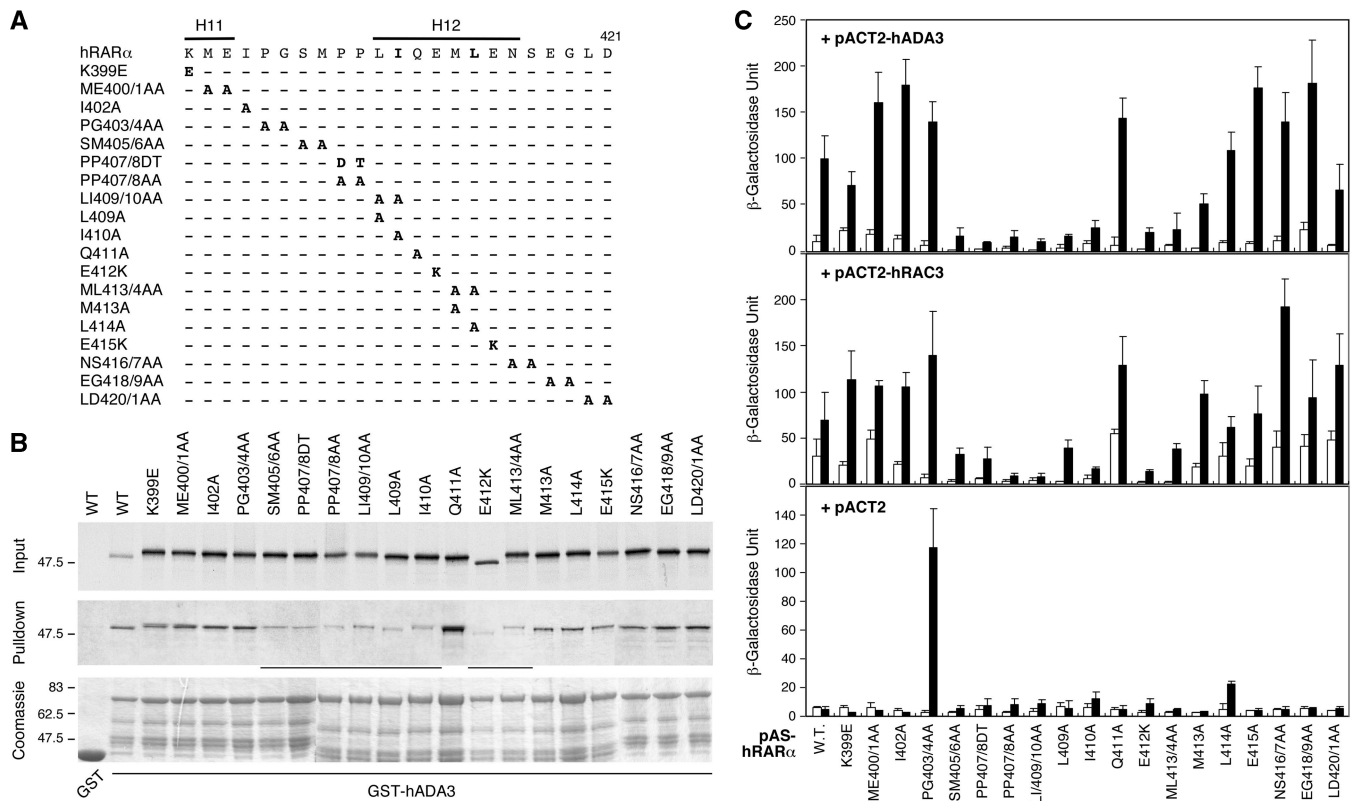 A
H11
H12
421
hRARα K M E I P G S M P P L I Q E M L E N S E G L D
K399E E – – – – – – – – – – – – – – – – – – – – – –
ME400/1AA – A A – – – – – – – – – – – – – – – – – – – –
I402A – – – A – – – – – – – – – – – – – – – – – – –
PG403/4AA – – – – A A – – – – – – – – – – – – – – – – –
SM405/6AA – – – – – – A A – – – – – – – – – – – – – – –
PP407/8DT – – – – – – – – D T – – – – – – – – – – – – –
PP407/8AA – – – – – – – – A A – – – – – – – – – – – – –
LI409/10AA – – – – – – – – – – A A – – – – – – – – – – –
L409A – – – – – – – – – – A – – – – – – – – – – – –
I410A – – – – – – – – – – – A – – – – – – – – – – –
Q411A – – – – – – – – – – – – A – – – – – – – – – –
E412K – – – – – – – – – – – – – K – – – – – – – – –
ML413/4AA – – – – – – – – – – – – – – A A – – – – – – –
M413A – – – – – – – – – – – – – – A – – – – – – – –
L414A – – – – – – – – – – – – – – – A – – – – – – –
E415K – – – – – – – – – – – – – – – – K – – – – – –
NS416/7AA – – – – – – – – – – – – – – – – – A A – – – –
EG418/9AA – – – – – – – – – – – – – – – – – – – A A – –
LD420/1AA – – – – – – – – – – – – – – – – – – – – – A A
B
WT WT K399E ME400/1AA I402A PG403/4AA SM405/6AA PP407/8DT PP407/8AA LI409/10AA L409A I410A Q411A E412K ML413/4AA M413A L414A E415K NS416/7AA EG418/9AA LD420/1AA
Input
47.5
Pulldown
47.5
Coomassie
83
62.5
47.5
GST
GST-hADA3
C
+ pACT2-hADA3
β-Galactosidase Unit
250
200
150
100
50
0
+ pACT2-hRAC3
β-Galactosidase Unit
200
150
100
50
0
+ pACT2
β-Galactosidase Unit
140
120
100
80
60
40
20
0
pAS-
hRARα
W.T. K399E ME400/1AA I402A PG403/4AA SM405/6AA PP407/8DT PP407/8AA LI/409/10AA L409A I410A Q411A E412K ML413/4AA M413A L414A E415A NS416/7AA EG418/9AA LD420/1AA